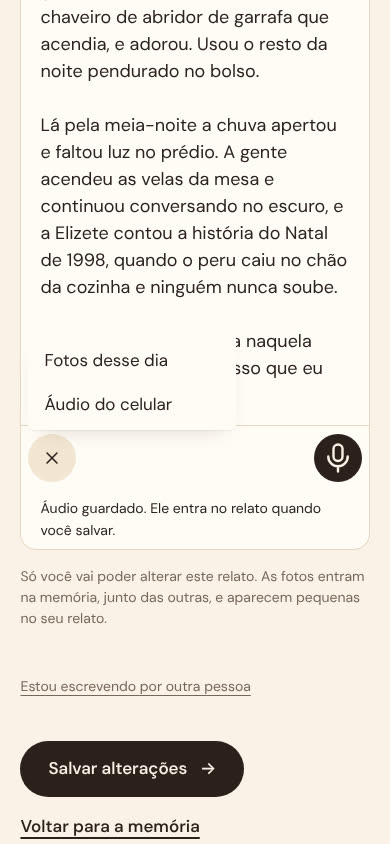 chaveiro de abridor de garrafa que
acendia, e adorou. Usou o resto da
noite pendurado no bolso.
Lá pela meia-noite a chuva apertou
e faltou luz no prédio. A gente
acendeu as velas da mesa e
continuou conversando no escuro, e
a Elizete contou a história do Natal
de 1998, quando o peru caiu no chão
da cozinha e ninguém nunca soube.
a naquela
sso que eu
Fotos desse dia
Áudio do celular
Áudio guardado. Ele entra no relato quando
você salvar.
Só você vai poder alterar este relato. As fotos entram
na memória, junto das outras, e aparecem pequenas
no seu relato.
Estou escrevendo por outra pessoa
Salvar alterações →
Voltar para a memória